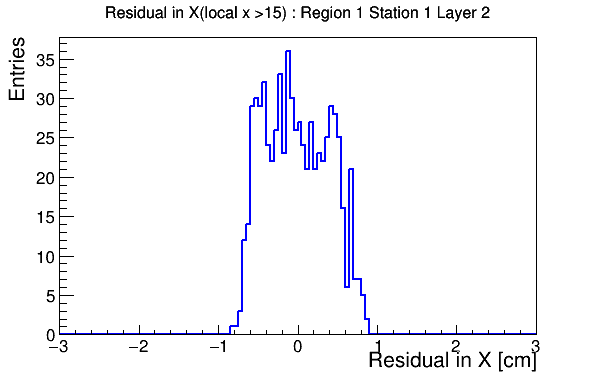 Residual in X(local x >15) : Region 1 Station 1 Layer 2
Entries
35
30
25
20
15
10
5
0
−3 −2 −1 0 1 2 3
Residual in X [cm]